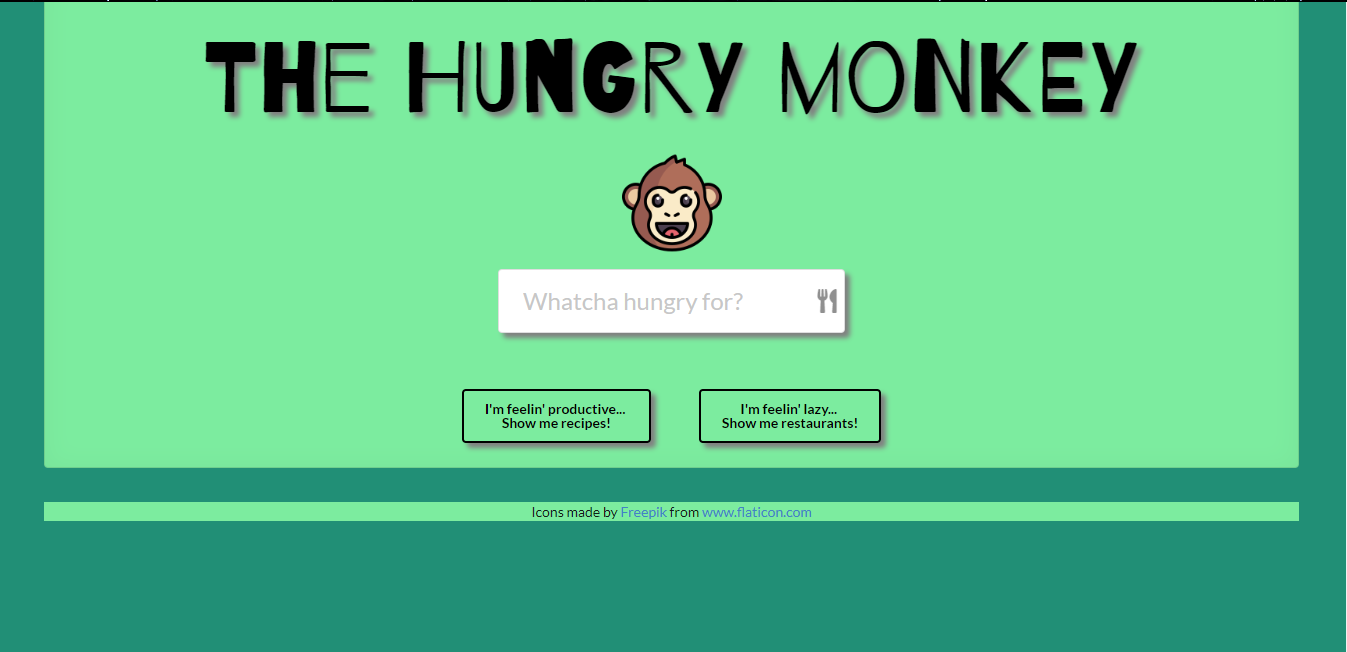 THE HUNGRY MONKEY
Whatcha hungry for?
I'm feelin' productive...
Show me recipes!
I'm feelin' lazy...
Show me restaurants!
Icons made by Freepik from www.flaticon.com